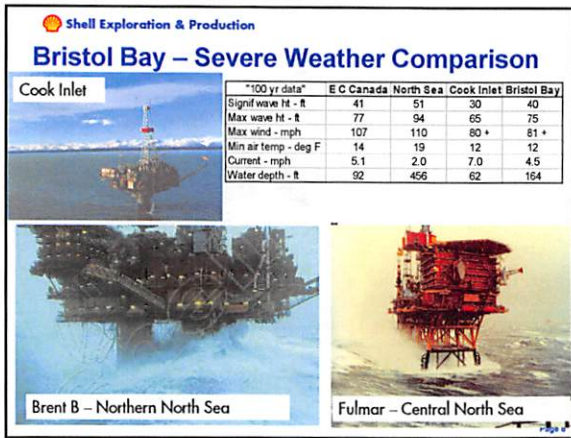 Shell Exploration & Production
Bristol Bay – Severe Weather Comparison
Cook Inlet
"100 yr data" E C Canada North Sea Cook Inlet Bristol Bay
Signif wave ht - ft 41 51 30 40
Max wave ht - ft 77 94 65 75
Max wind - mph 107 110 80 + 81 +
Min air temp - deg F 14 19 12 12
Current - mph 5.1 2.0 7.0 4.5
Water depth - ft 92 456 62 164
Brent B – Northern North Sea
Fulmar – Central North Sea